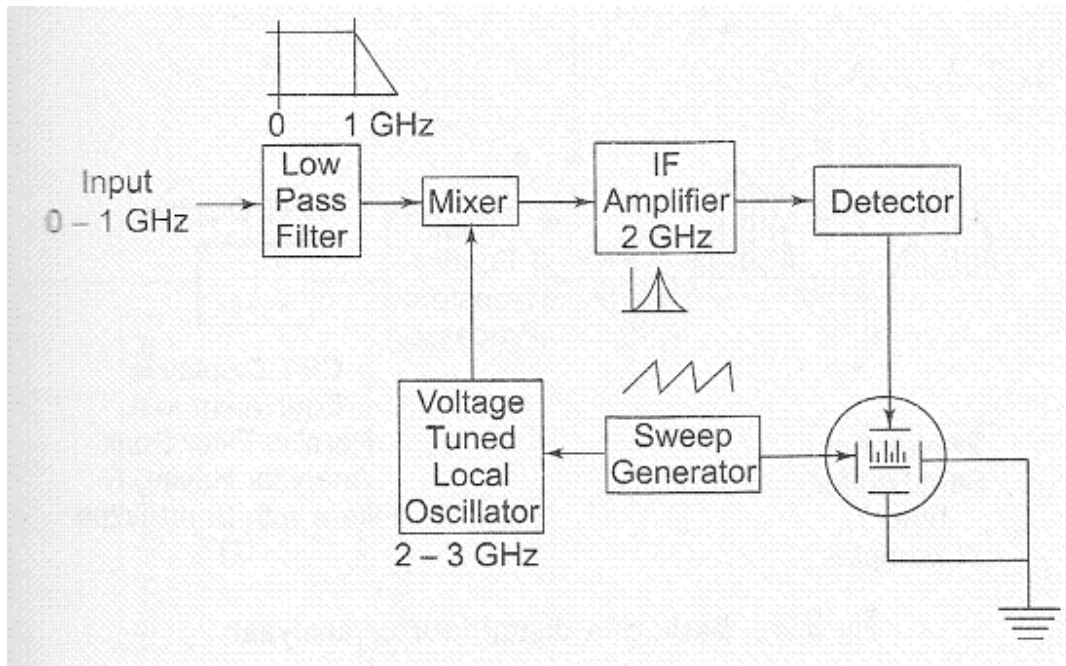 0 1 GHz
Input
0 – 1 GHz
Low
Pass
Filter
Mixer
IF
Amplifier
2 GHz
Detector
Voltage
Tuned
Local
Oscillator
2 – 3 GHz
Sweep
Generator